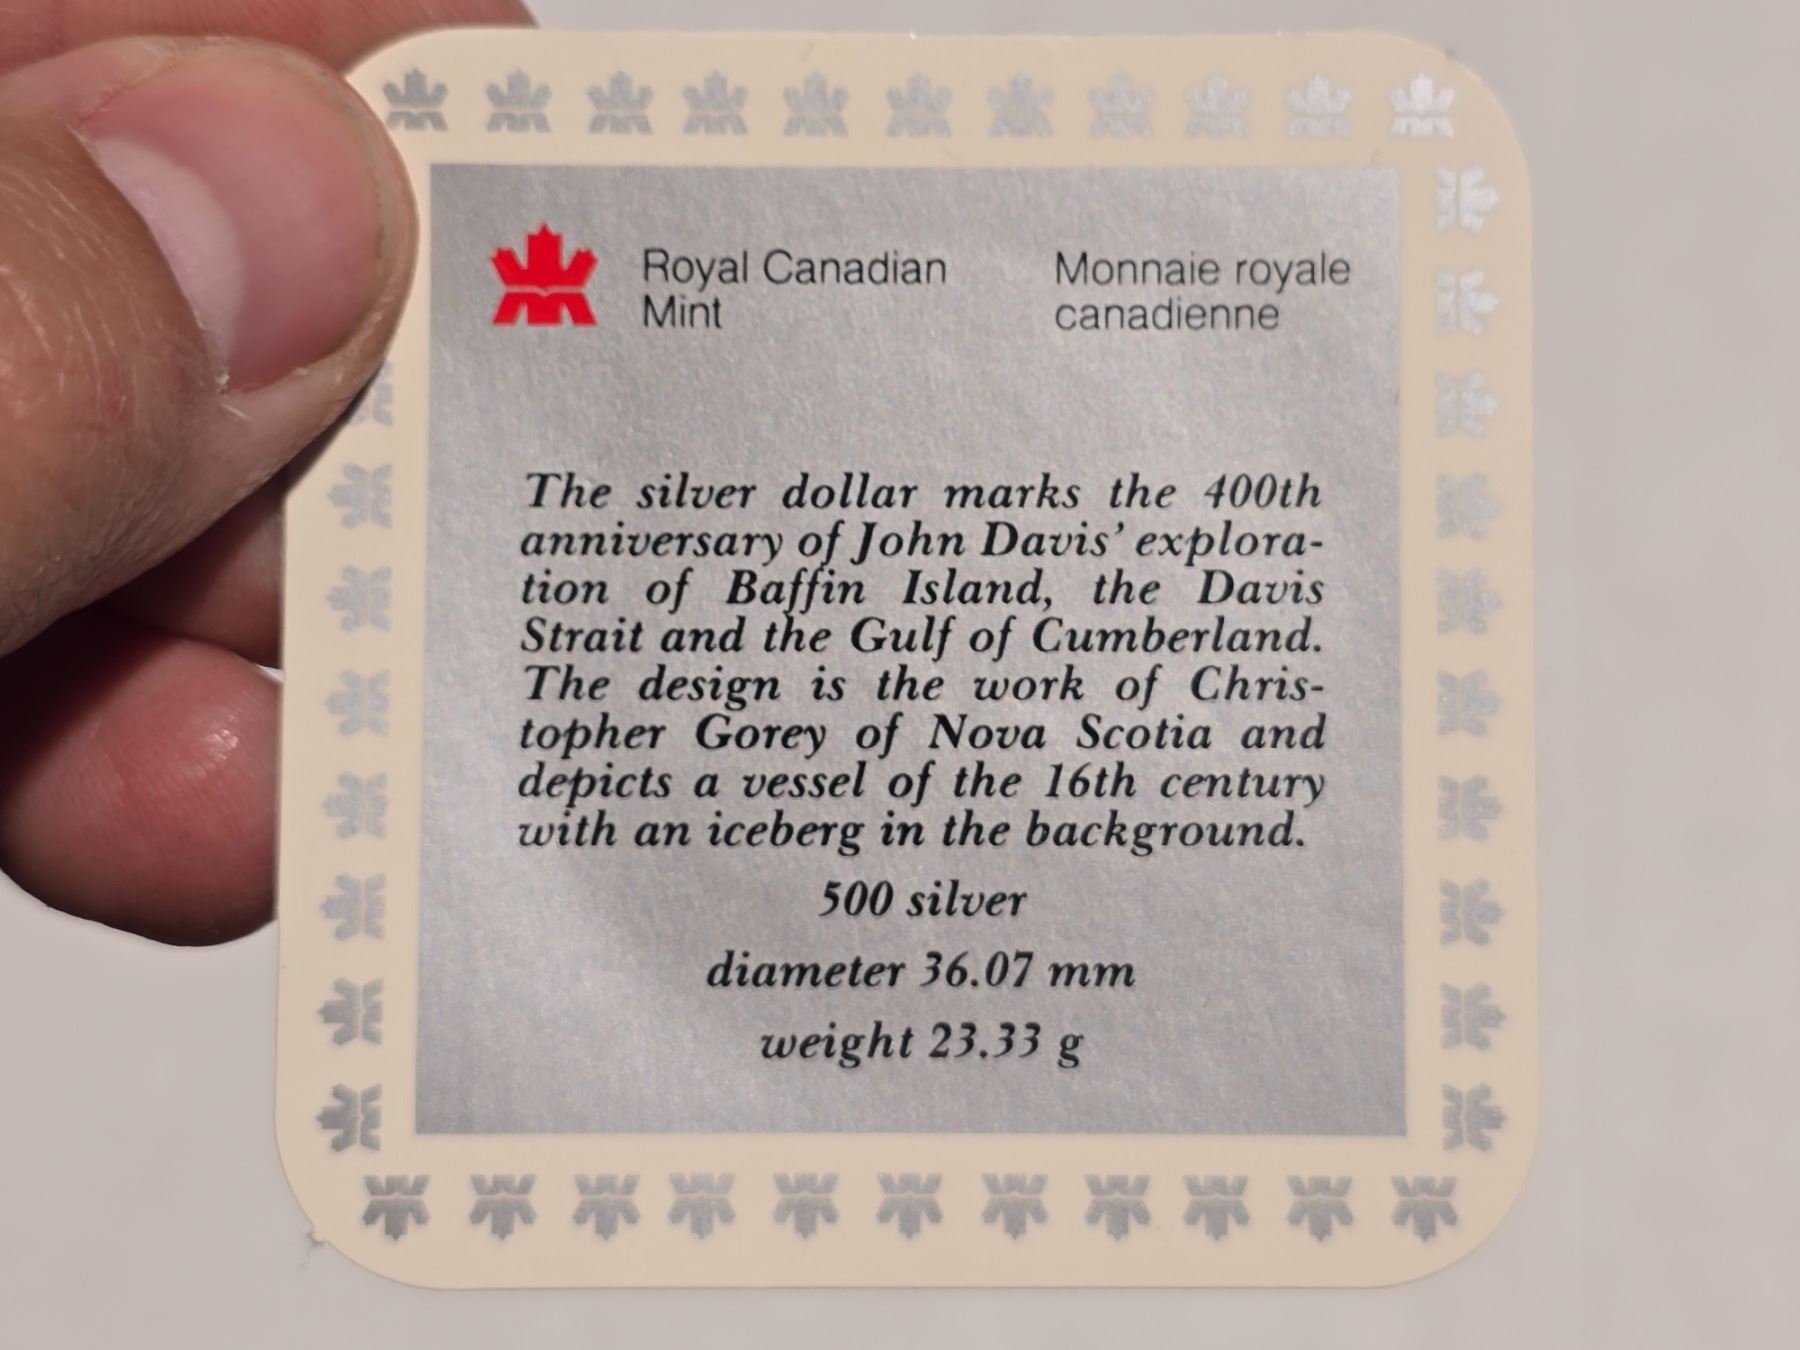 Royal Canadian Mint
Monnaie royale canadienne
The silver dollar marks the 400th
anniversary of John Davis' explora-
tion of Baffin Island, the Davis
Strait and the Gulf of Cumberland.
The design is the work of Chris-
topher Gorey of Nova Scotia and
depicts a vessel of the 16th century
with an iceberg in the background.
500 silver
diameter 36.07 mm
weight 23.33 g